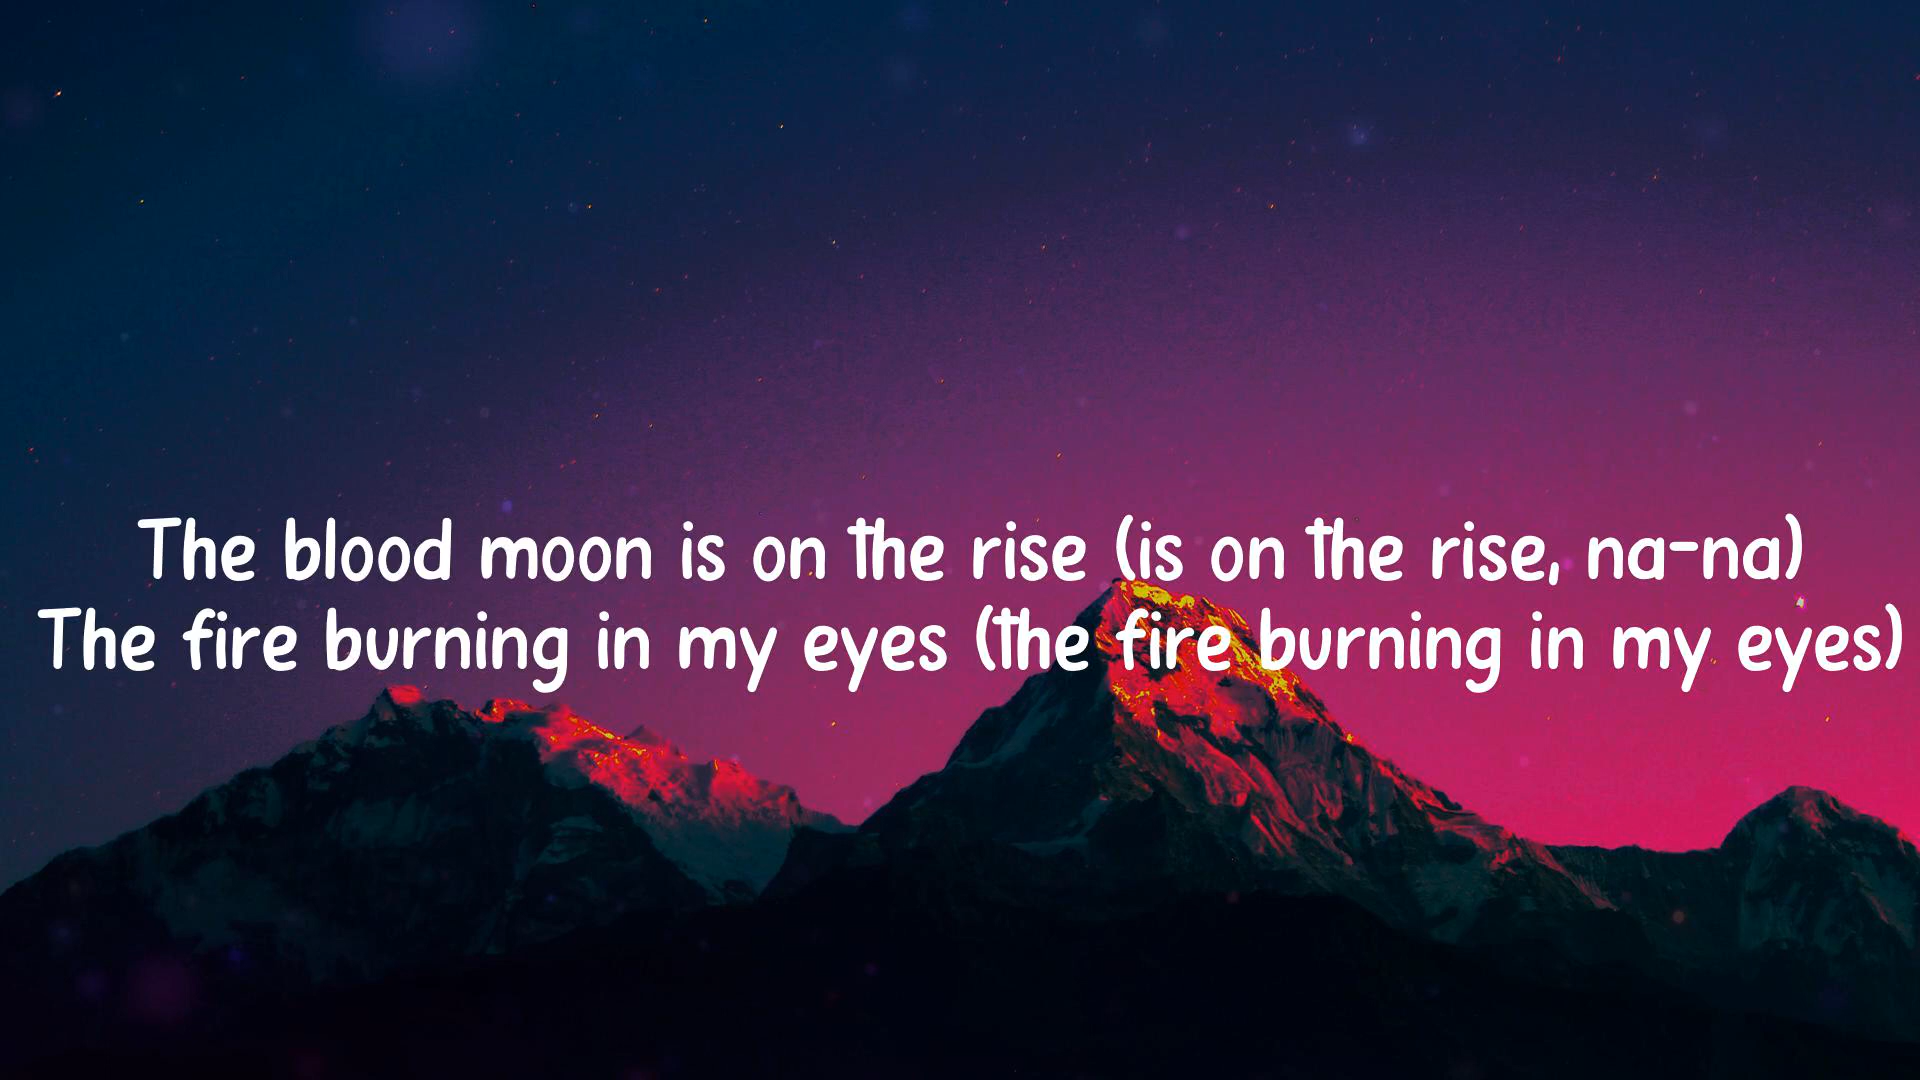 The blood moon is on the rise (is on the rise, na-na)
The fire burning in my eyes (the fire burning in my eyes)